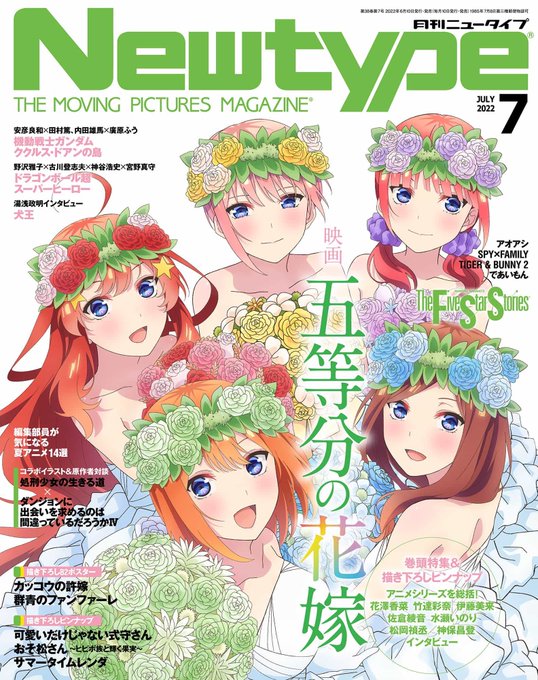 第38巻第7号 2022年6月10日発行・発売(毎月10日発行・発売) 1985年7月8日第三種郵便物認可
月刊ニュータイプ
Newtype®
THE MOVING PICTURES MAGAZINE®
JULY
2022
7
安彦良和×田村篤、内田雄馬×廣原ふう
機動戦士ガンダム
ククルス・ドアンの島
野沢雅子×古川登志夫×神谷浩史×宮野真守
ドラゴンボール超
スーパーヒーロー
湯浅政明インタビュー
犬王
アオアシ
SPY×FAMILY
TIGER & BUNNY 2
であいもん
The Five Star Stories
映画
五等分の花嫁
編集部員が
気になる
夏アニメ14選
コラボイラスト&原作者対談
処刑少女の生きる道
×
ダンジョンに
出会いを求めるのは
間違っているだろうかⅣ
描き下ろしB2ポスター
カッコウの許嫁
群青のファンファーレ
描き下ろしピンナップ
可愛いだけじゃない式守さん
おそ松さん~ヒピポ族と輝く果実~
サマータイムレンダ
巻頭特集&
描き下ろしピンナップ
アニメシリーズを総括!
花澤香菜 竹達彩奈 伊藤美来
佐倉綾音 水瀬いのり
松岡禎丞/神保昌登
インタビュー